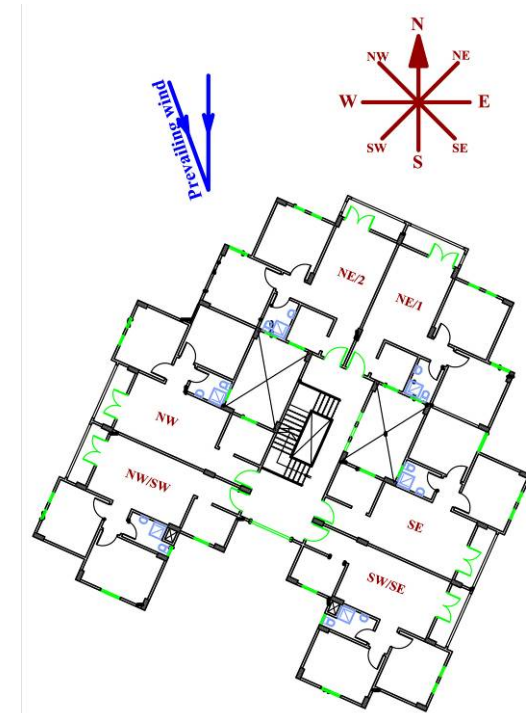 N
NW
NE
W
E
SW
SE
S
Prevailing wind
NE/2
NE/1
NW
NW/SW
SE
SW/SE